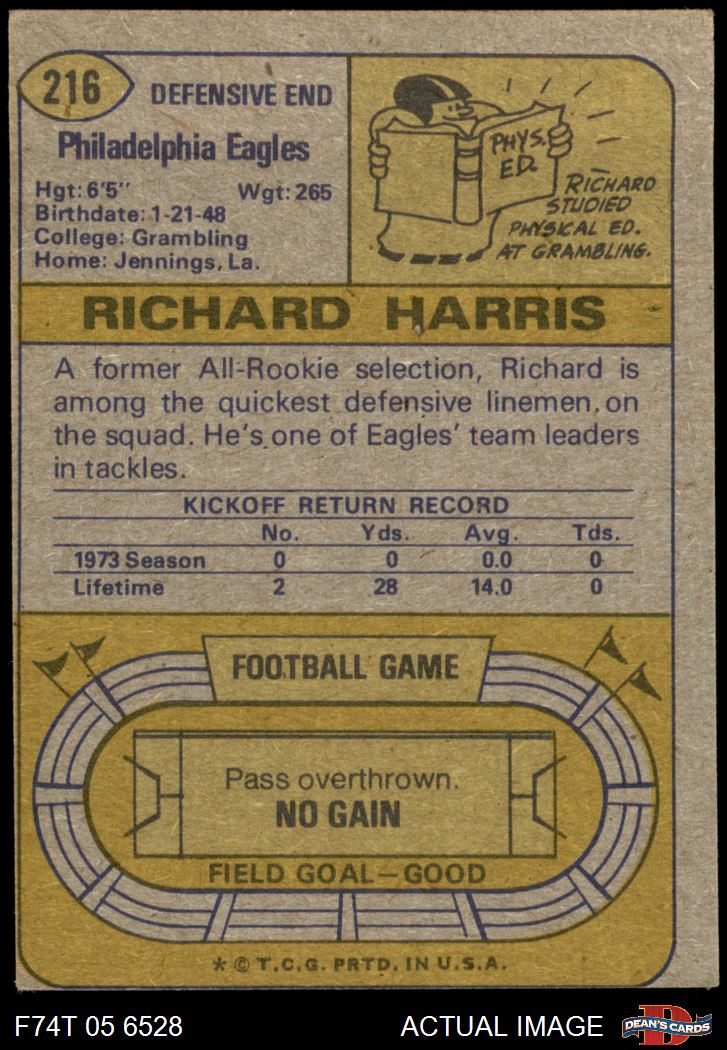 216
DEFENSIVE END
Philadelphia Eagles
Hgt: 6'5" Wgt: 265
Birthdate: 1-21-48
College: Grambling
Home: Jennings, La.
PHYS.
ED.
RICHARD
STUDIED
PHYSICAL ED.
AT GRAMBLING.
RICHARD HARRIS
A former All-Rookie selection, Richard is
among the quickest defensive linemen on
the squad. He's one of Eagles' team leaders
in tackles.
KICKOFF RETURN RECORD
No. Yds. Avg. Tds.
1973 Season 0 0 0.0 0
Lifetime 2 28 14.0 0
FOOTBALL GAME
Pass overthrown.
NO GAIN
FIELD GOAL—GOOD
* © T.C.G. PRTD. IN U.S.A.
F74T 05 6528 ACTUAL IMAGE
D
DEAN'S CARDS